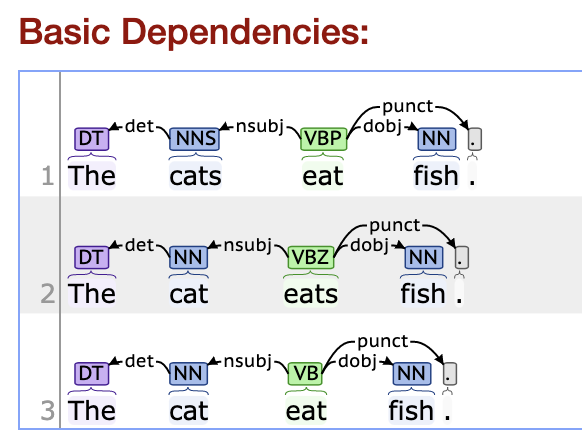 Basic Dependencies:
punct
det nsubj dobj
DT NNS VBP NN .
1 The cats eat fish .
punct
det nsubj dobj
DT NN VBZ NN .
2 The cat eats fish .
punct
det nsubj dobj
DT NN VB NN .
3 The cat eat fish .